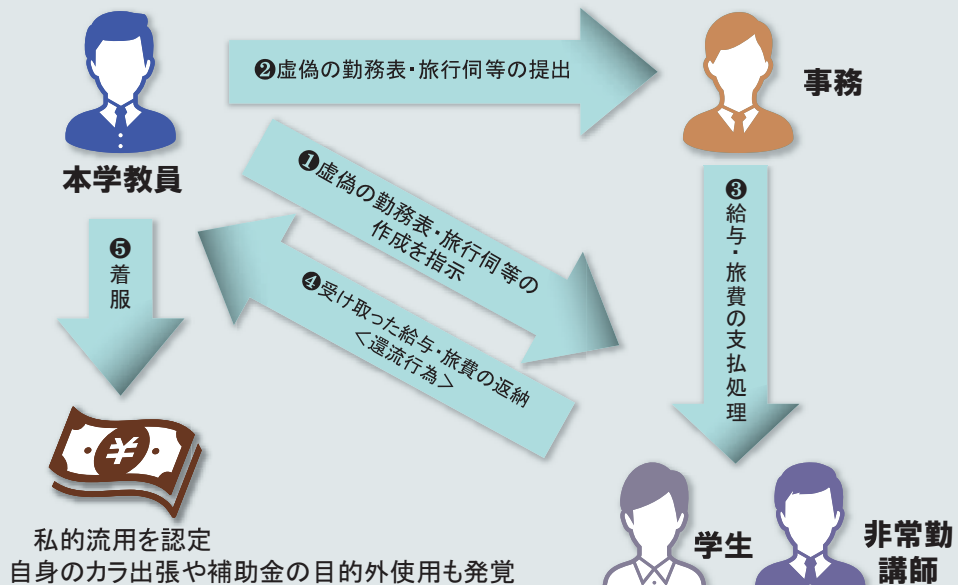 ❷虚偽の勤務表・旅行伺等の提出
事務
本学教員
❶虚偽の勤務表・旅行伺等の
作成を指示
❸給与・旅費の支払処理
❹受け取った給与・旅費の返納
＜還流行為＞
❺着服
¥
私的流用を認定
自身のカラ出張や補助金の目的外使用も発覚
学生
非常勤
講師